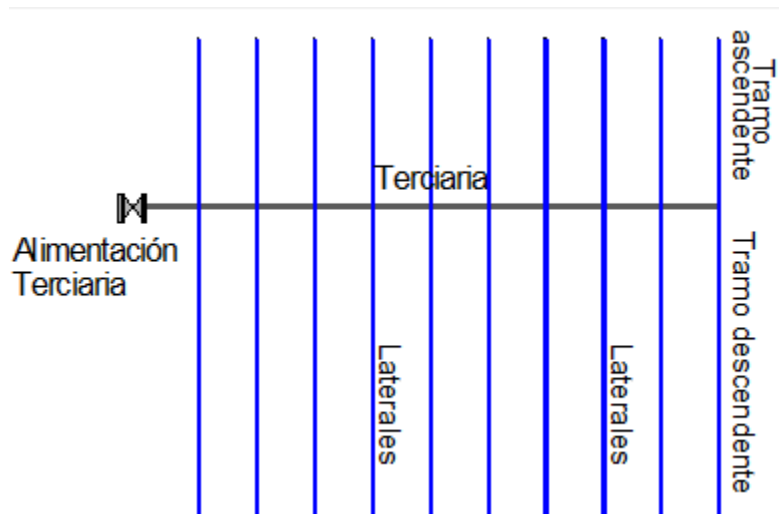 Tramo
ascendente
Terciaria
Alimentación
Terciaria
Tramo descendente
Laterales
Laterales